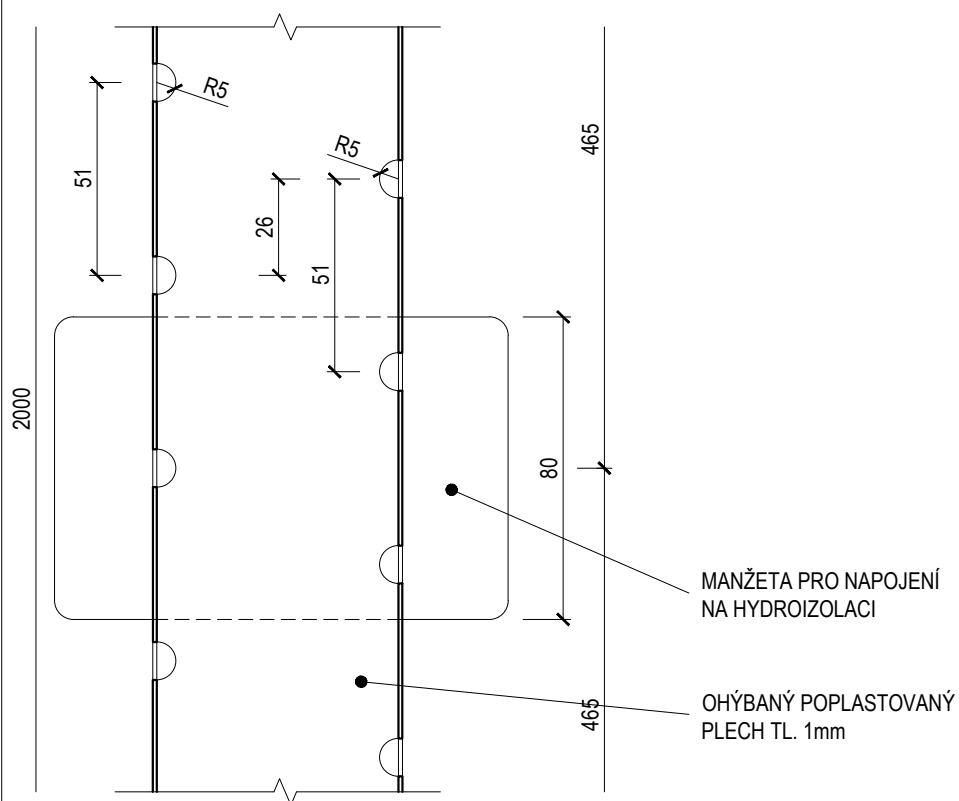 R5
465
R5
51
26
51
2000
80
MANŽETA PRO NAPOJENÍ
NA HYDROIZOLACI
OHÝBANÝ POPLASTOVANÝ
PLECH TL. 1mm
465